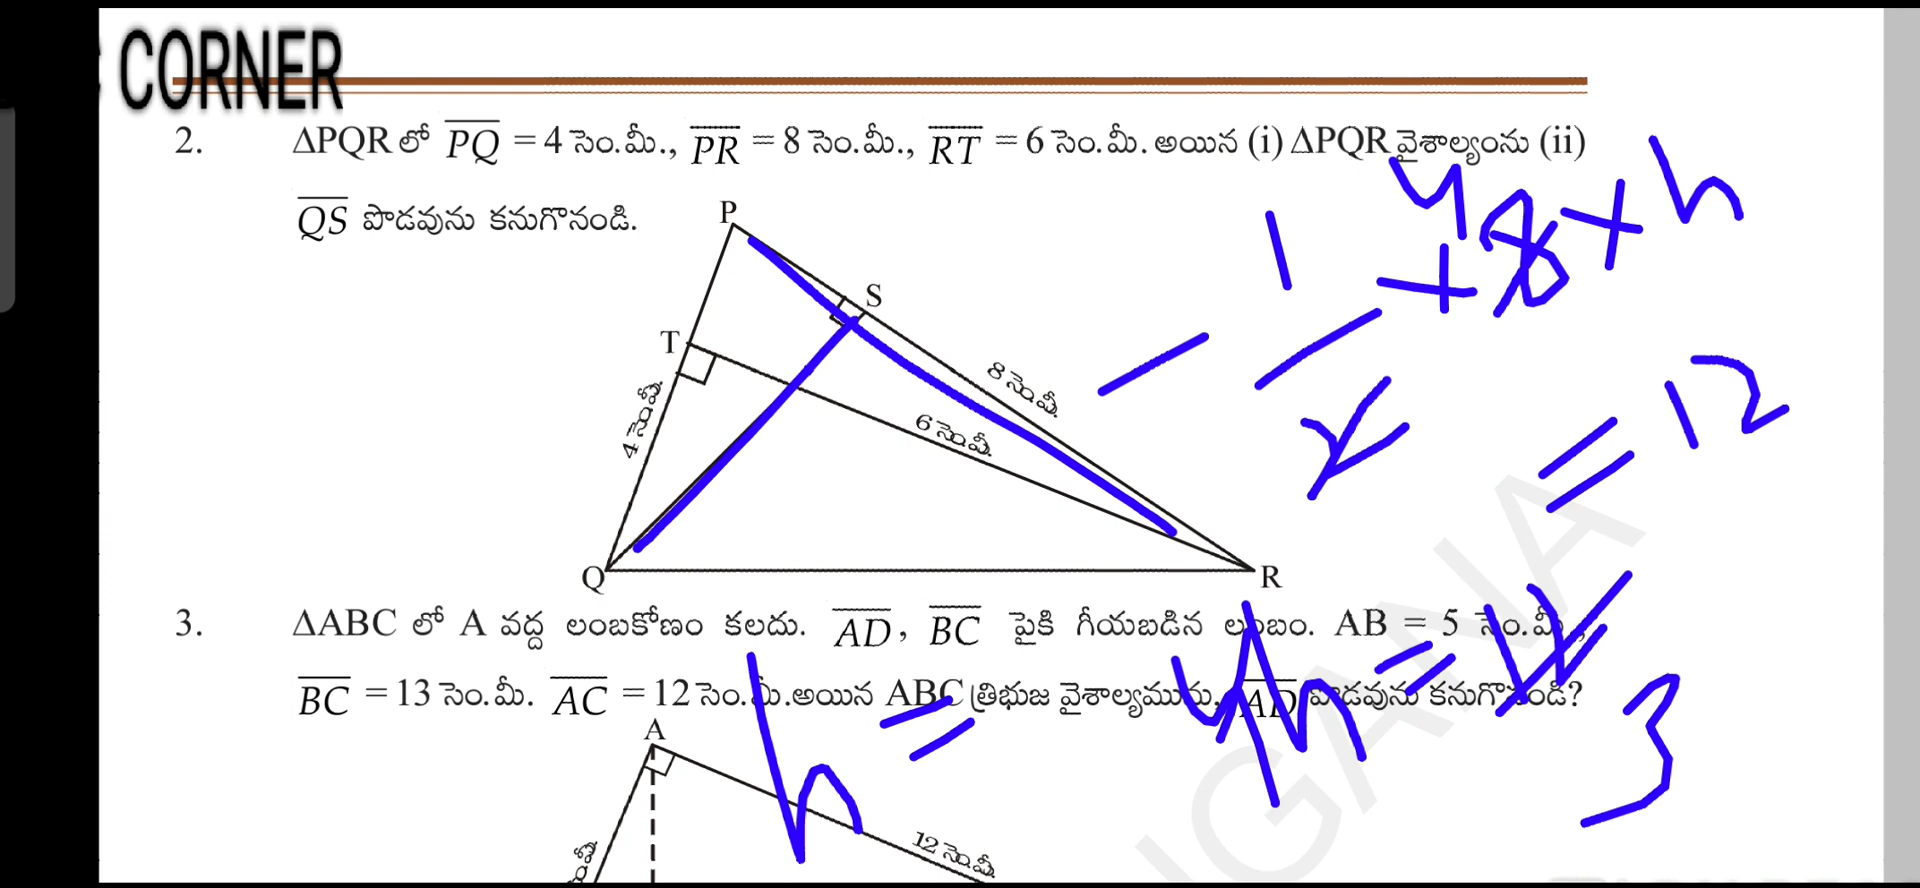 CORNER
2. ΔPQR లో PQ = 4 సెం.మీ., PR = 8 సెం.మీ., RT = 6 సెం.మీ. అయిన (i) ΔPQR వైశాల్యంను (ii)
QS పొడవును కనుగొనండి.
P
S
T
8 సెం.మీ.
4 సెం.మీ.
6 సెం.మీ.
Q
R
1/2 × 8 × h
4
= 12
3. ΔABC లో A వద్ద లంబకోణం కలదు. AD, BC పైకి గీయబడిన లంబం. AB = 5 సెం.మీ.,
BC = 13 సెం.మీ. AC = 12 సెం.మీ.అయిన ABC త్రిభుజ వైశాల్యమును, AD పొడవును కనుగొనండి?
4h = 12
3
h =
A
12 సెం.మీ.